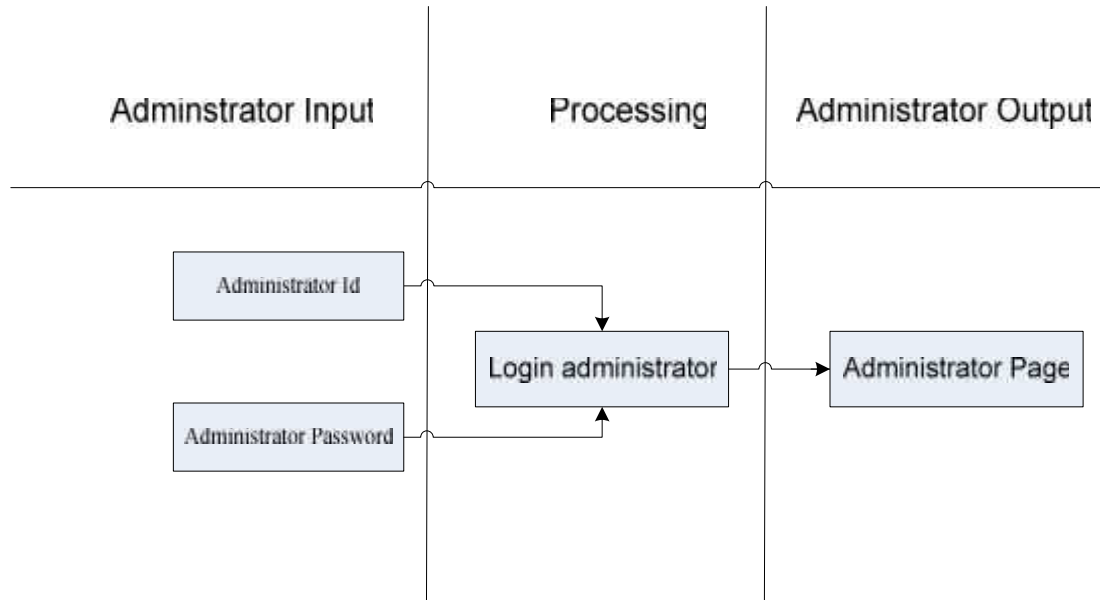 Adminstrator Input
Processing
Administrator Output
Administrator Id
Login administrator
Administrator Page
Administrator Password